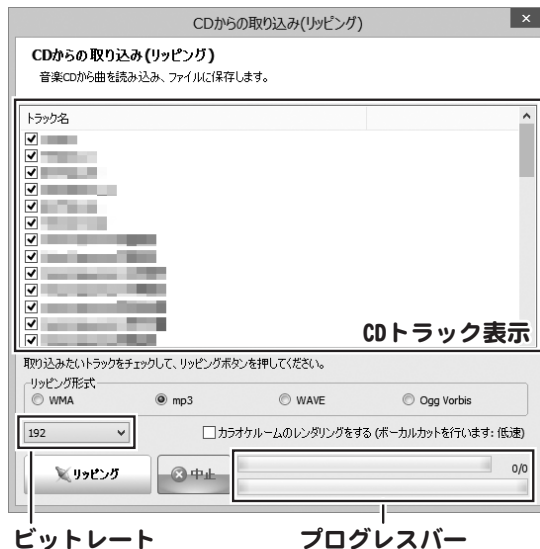 CDからの取り込み(リッピング)
CDからの取り込み(リッピング)
音楽CDから曲を読み込み、ファイルに保存します。
トラック名
CDトラック表示
取り込みたいトラックをチェックして、リッピングボタンを押してください。
リッピング形式
WMA mp3 WAVE Ogg Vorbis
192 カラオケルームのレンダリングをする (ボーカルカットを行います: 低速)
リッピング 中止 0/0
ビットレート プログレスバー